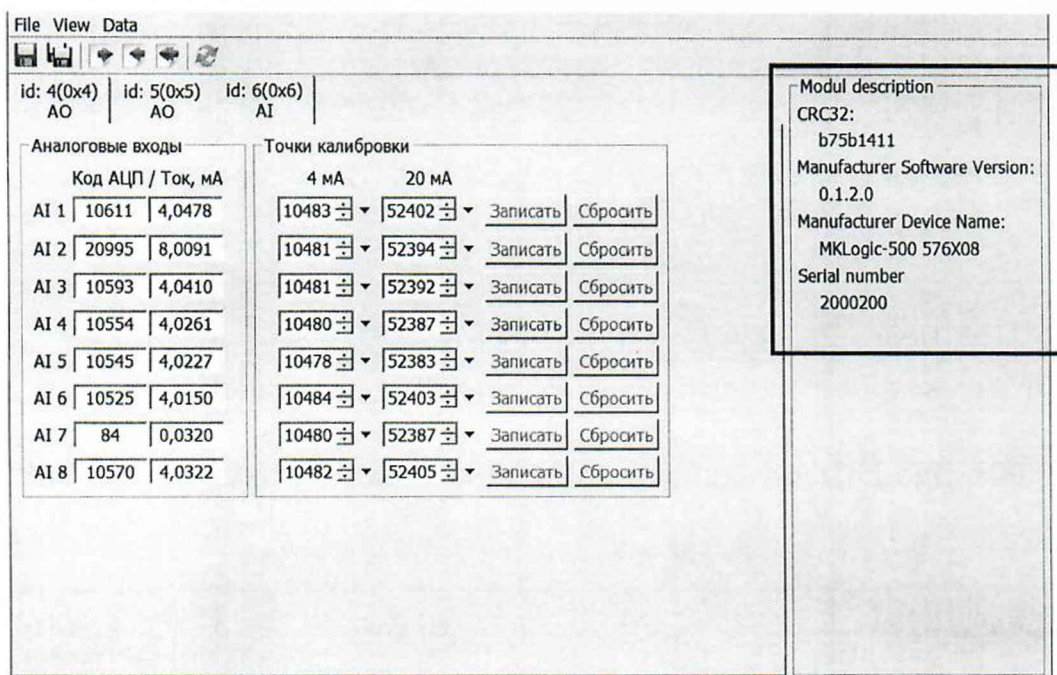 File View Data
id: 4(0x4) id: 5(0x5) id: 6(0x6)
AO AO AI
Аналоговые входы Точки калибровки
Код АЦП / Ток, мА 4 мА 20 мА
AI 1 10611 4,0478 10483 52402 Записать Сбросить
AI 2 20995 8,0091 10481 52394 Записать Сбросить
AI 3 10593 4,0410 10481 52392 Записать Сбросить
AI 4 10554 4,0261 10480 52387 Записать Сбросить
AI 5 10545 4,0227 10478 52383 Записать Сбросить
AI 6 10525 4,0150 10484 52403 Записать Сбросить
AI 7 84 0,0320 10480 52387 Записать Сбросить
AI 8 10570 4,0322 10482 52405 Записать Сбросить
Modul description
CRC32:
b75b1411
Manufacturer Software Version:
0.1.2.0
Manufacturer Device Name:
MKLogic-500 576X08
Serial number
2000200